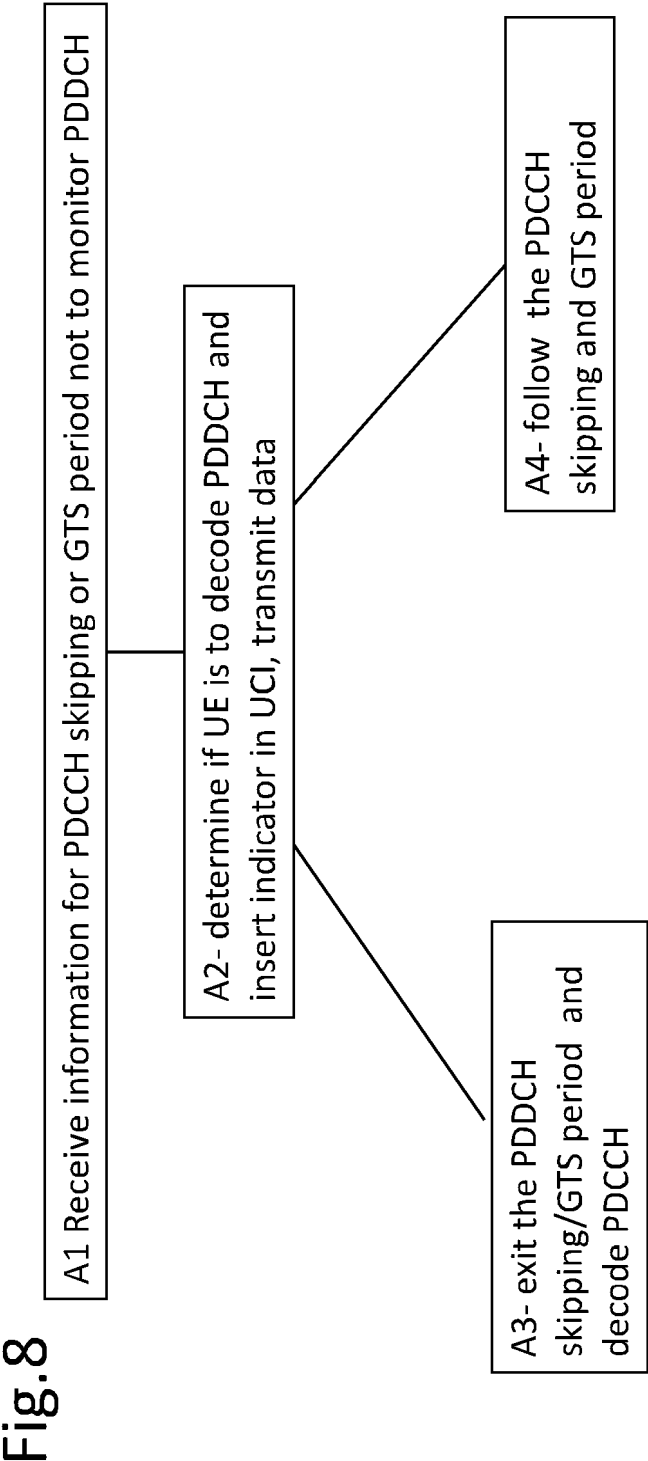 Fig.8
A1 Receive information for PDCCH skipping or GTS period not to monitor PDDCH
A2- determine if UE is to decode PDDCH and
insert indicator in UCI, transmit data
A3- exit the PDDCH
skipping/GTS period and
decode PDCCH
A4- follow the PDCCH
skipping and GTS period